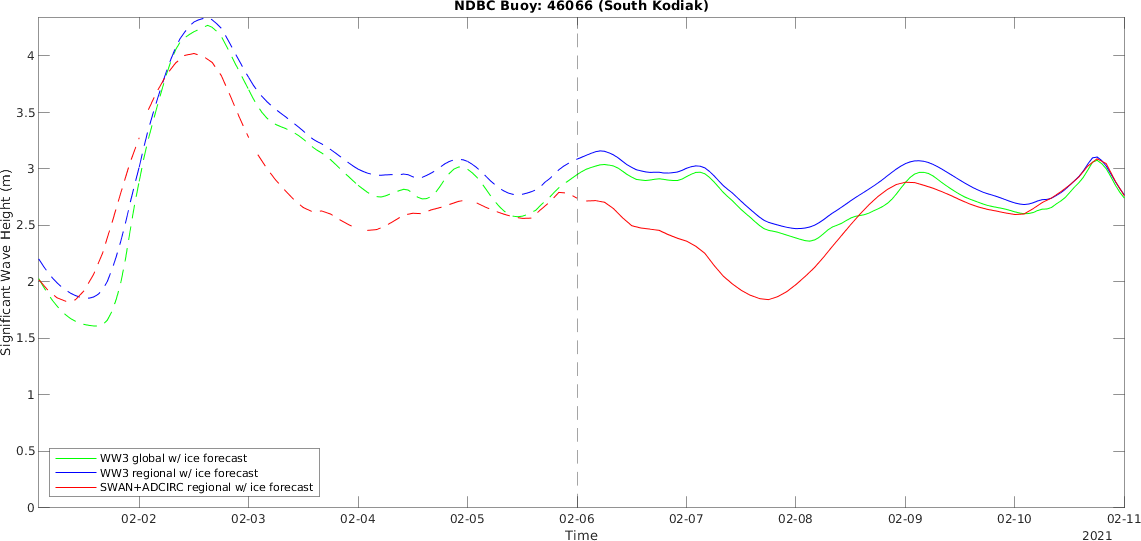 NDBC Buoy: 46066 (South Kodiak)
Significant Wave Height (m)
4
3.5
3
2.5
2
1.5
1
0.5
0
WW3 global w/ ice forecast
WW3 regional w/ ice forecast
SWAN+ADCIRC regional w/ ice forecast
02-02 02-03 02-04 02-05 02-06 02-07 02-08 02-09 02-10 02-11
Time
2021